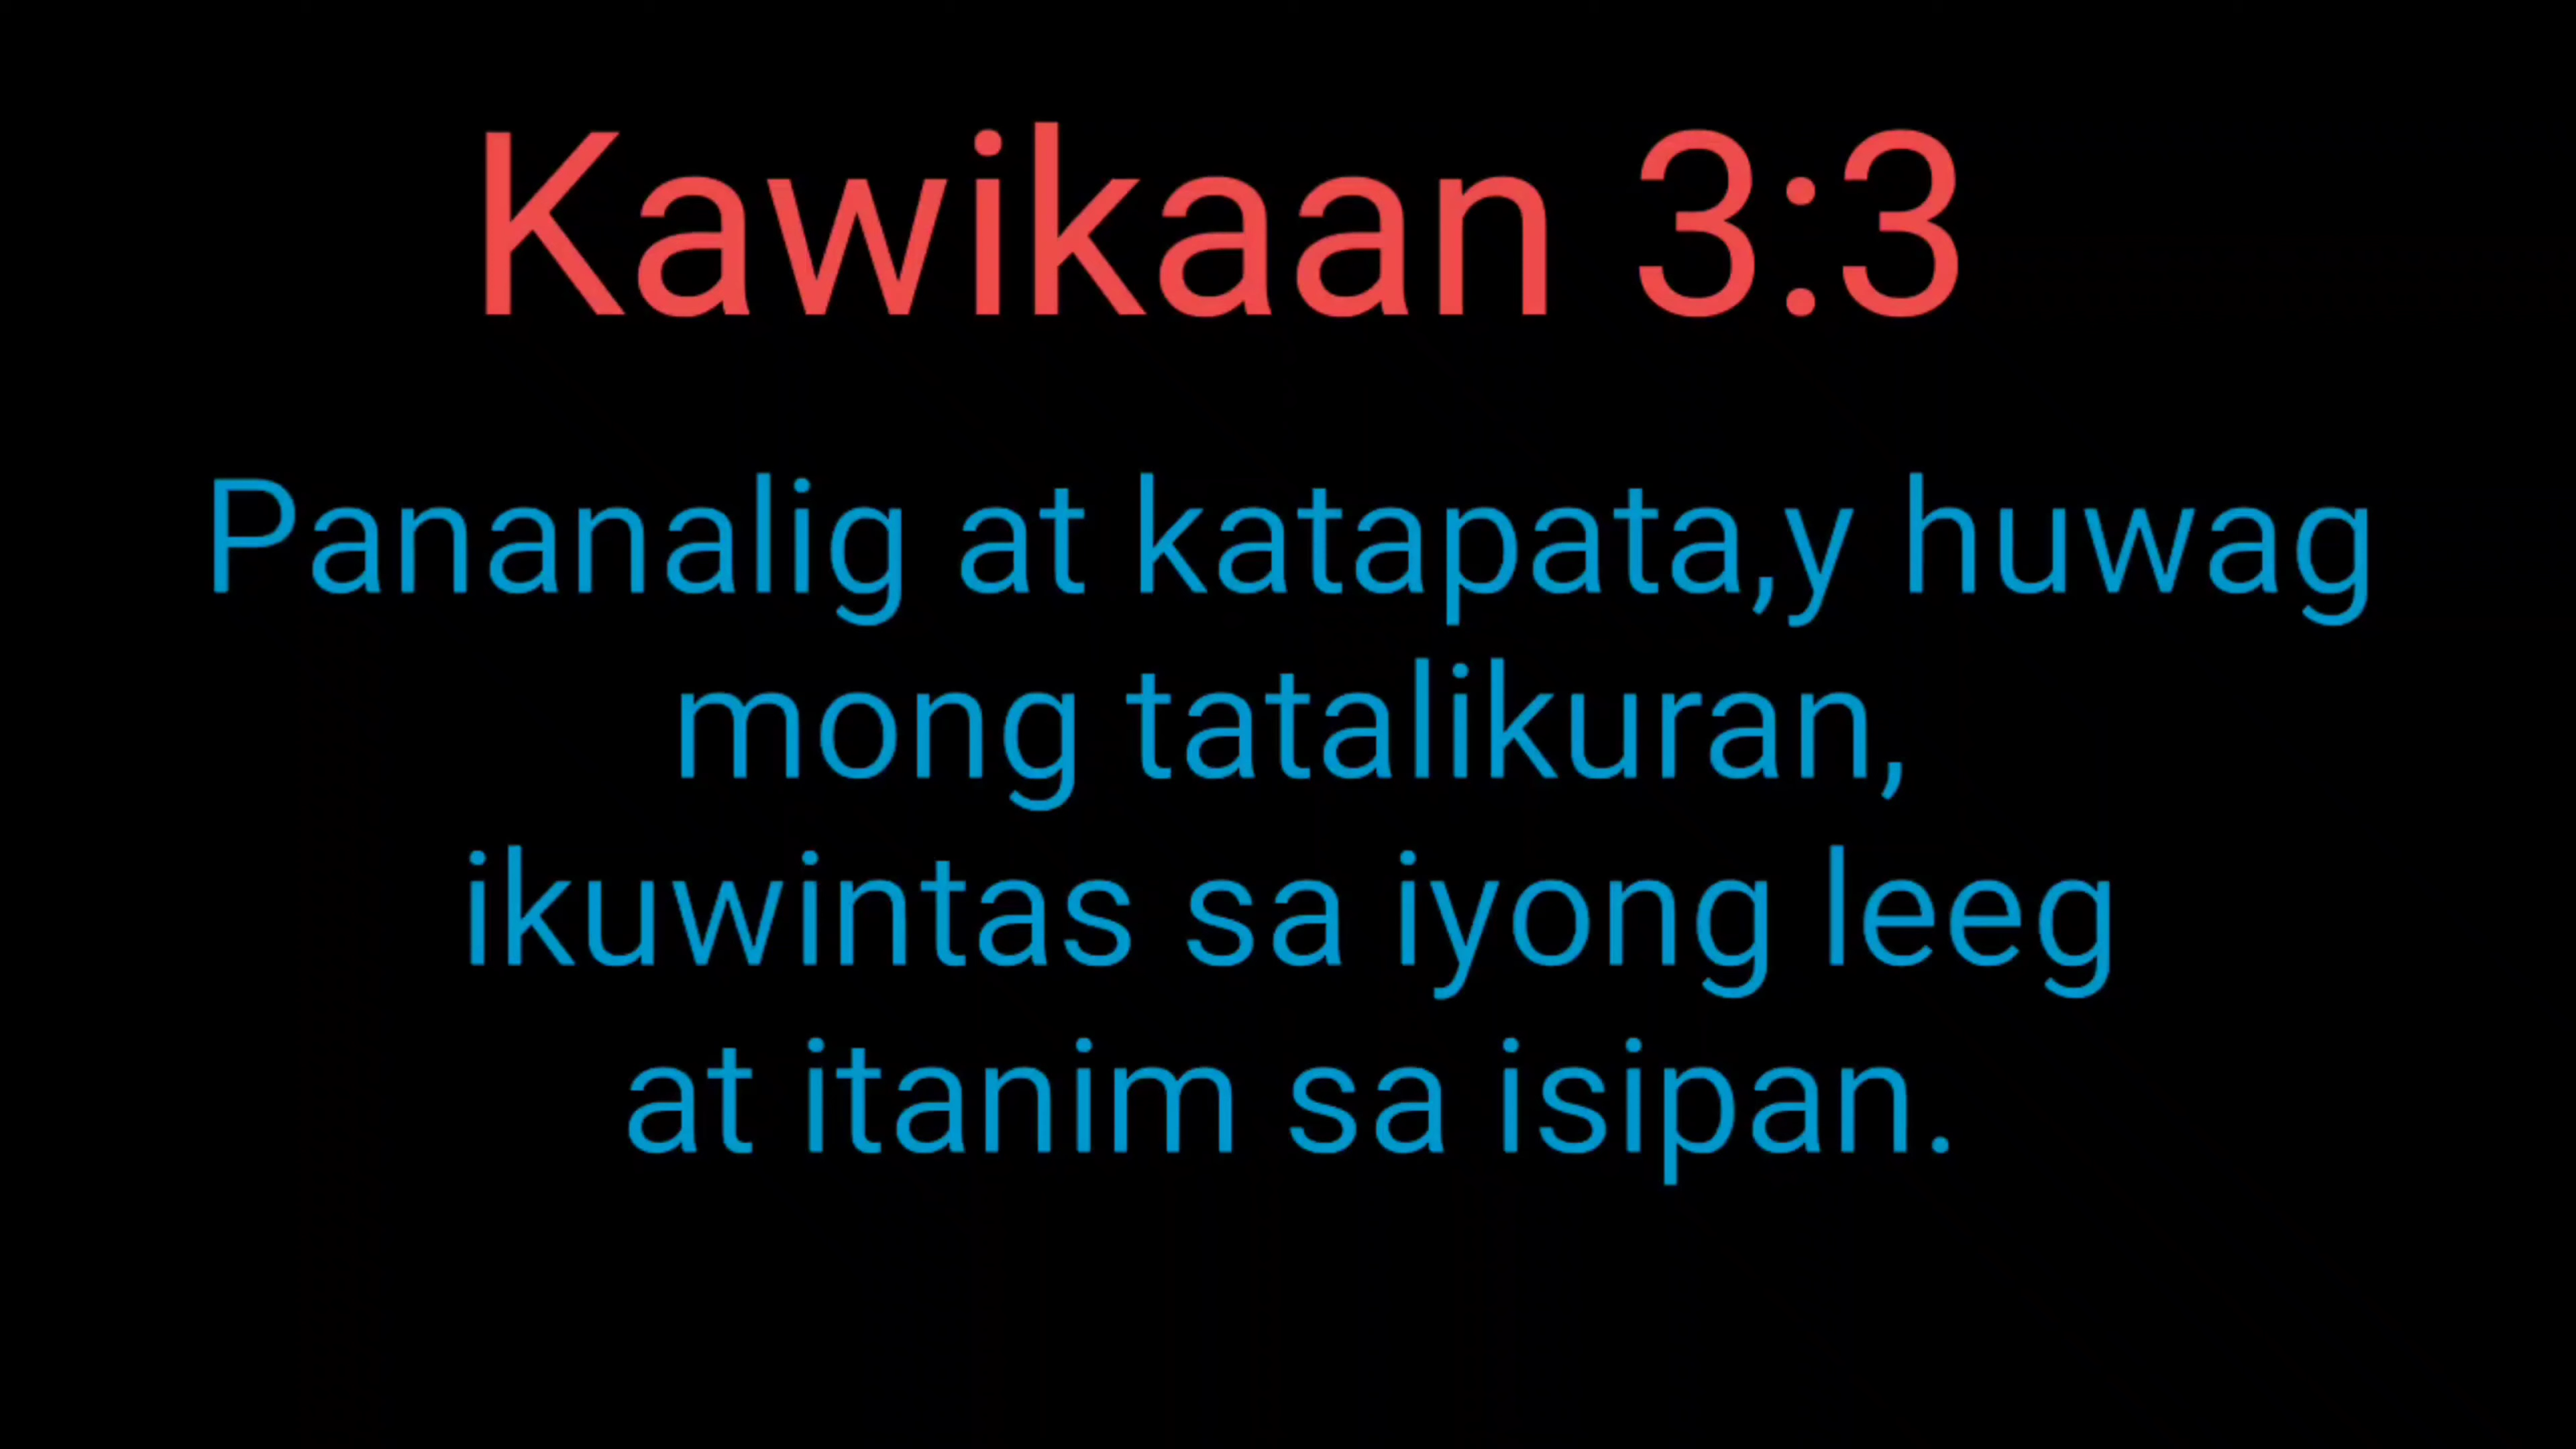 Kawikaan 3:3
Pananalig at katapata,y huwag
mong tatalikuran,
ikuwintas sa iyong leeg
at itanim sa isipan.